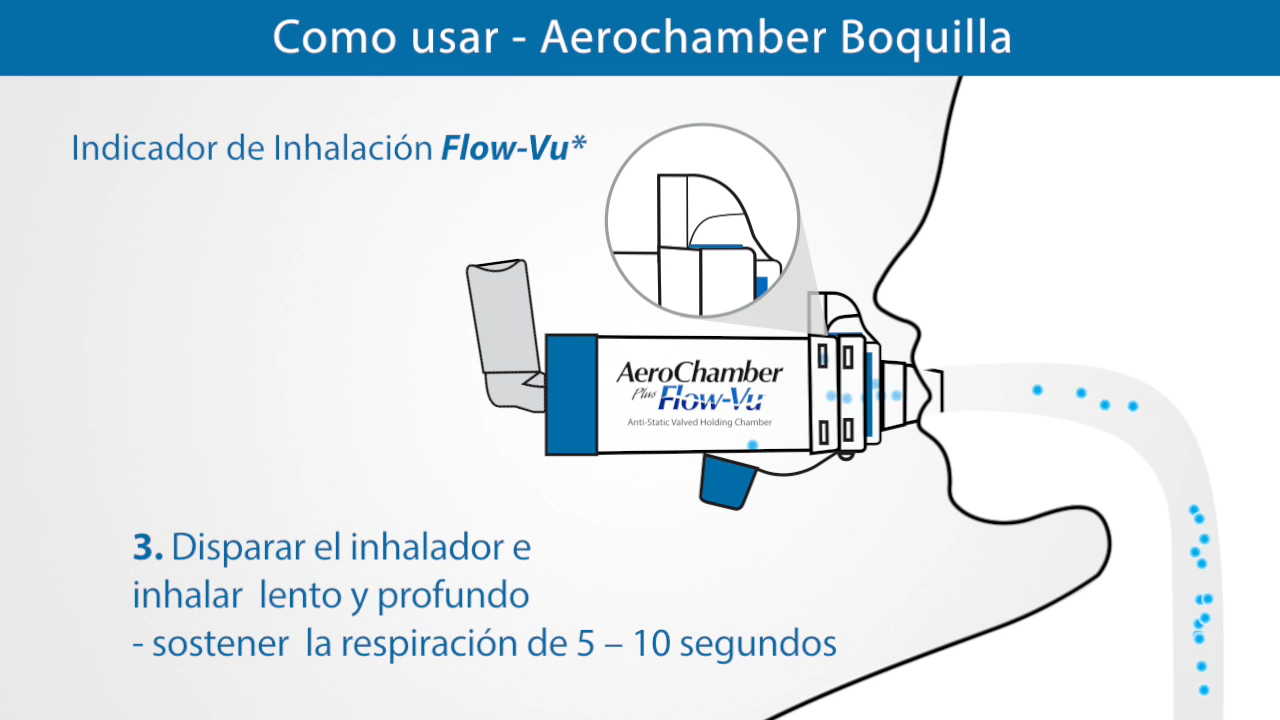 Como usar - Aerochamber Boquilla
Indicador de Inhalación Flow-Vu*
AeroChamber
Plus Flow-Vu
Anti-Static Valved Holding Chamber
3. Disparar el inhalador e
inhalar lento y profundo
- sostener la respiración de 5 – 10 segundos